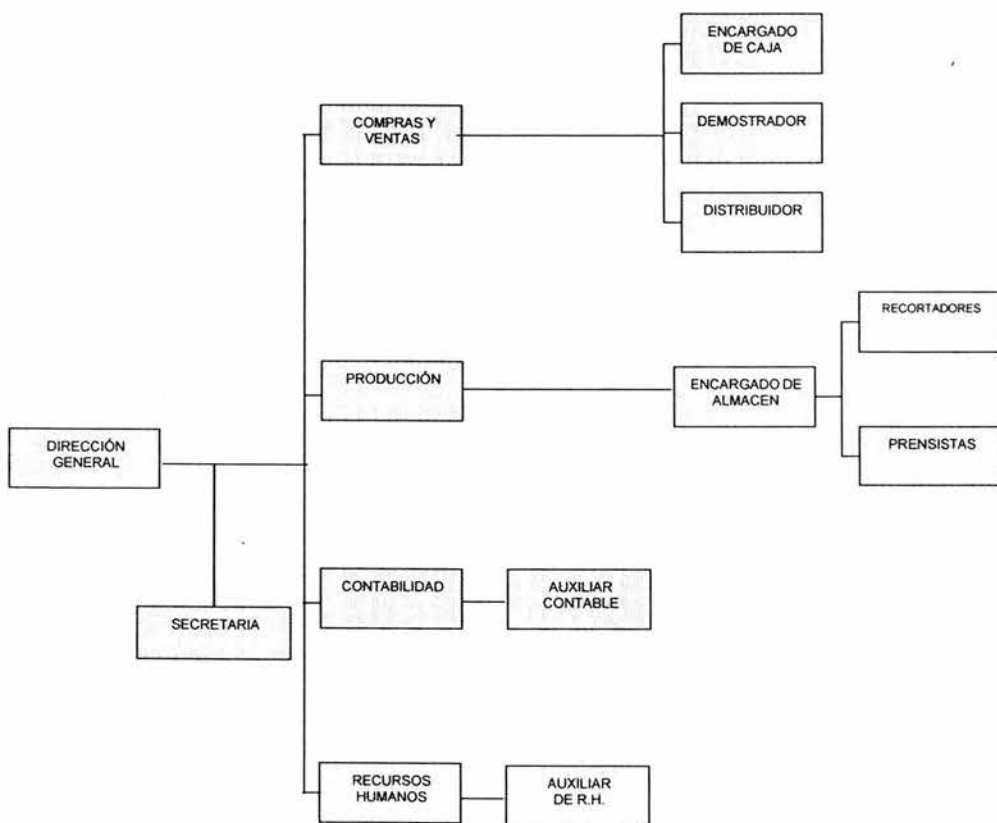 ENCARGADO
DE CAJA
COMPRAS Y
VENTAS
DEMOSTRADOR
DISTRIBUIDOR
RECORTADORES
PRODUCCIÓN
ENCARGADO DE
ALMACEN
PRENSISTAS
DIRECCIÓN
GENERAL
CONTABILIDAD
AUXILIAR
CONTABLE
SECRETARIA
RECURSOS
HUMANOS
AUXILIAR
DE R.H.